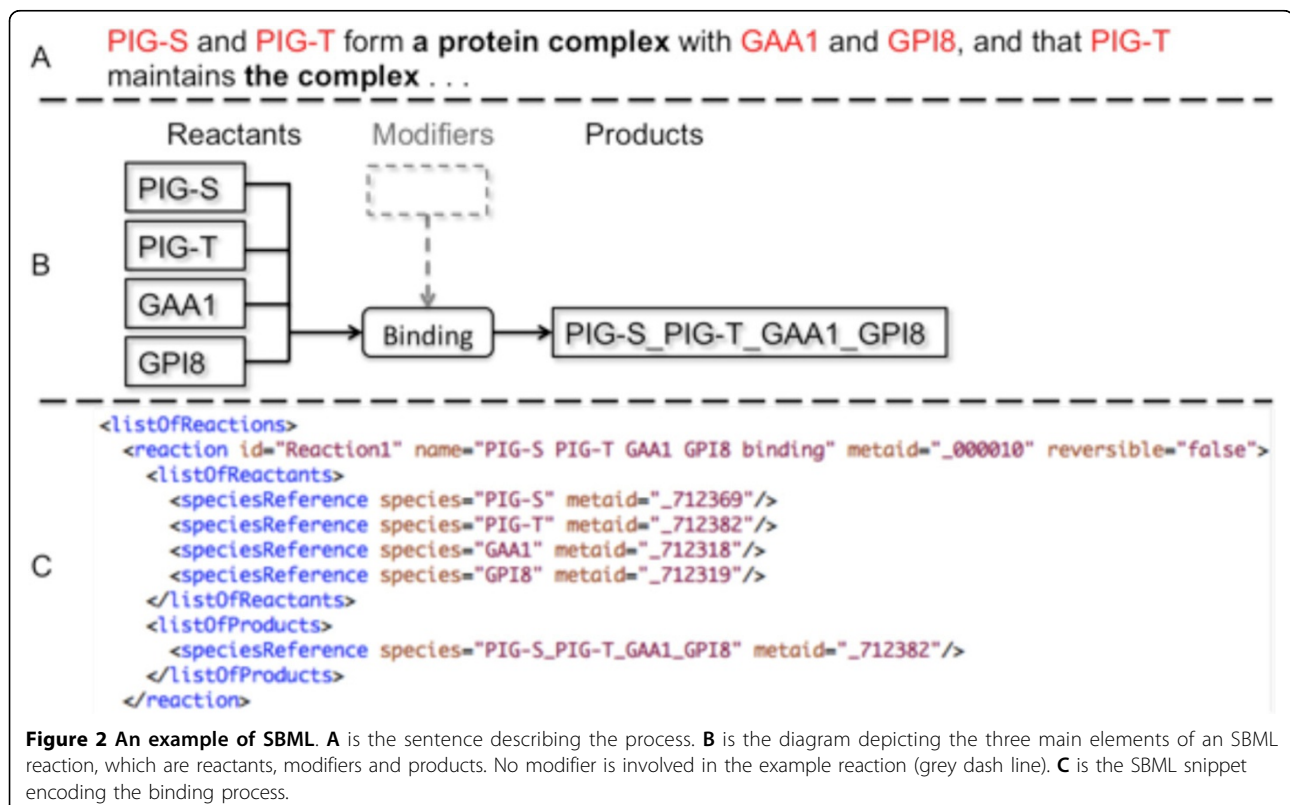 A
PIG-S and PIG-T form a protein complex with GAA1 and GPI8, and that PIG-T
maintains the complex . . .
B
Reactants Modifiers Products
PIG-S
PIG-T
GAA1
GPI8
Binding
PIG-S_PIG-T_GAA1_GPI8
C
<listOfReactions>
<reaction id="Reaction1" name="PIG-S PIG-T GAA1 GPI8 binding" metaid="_000010" reversible="false">
<listOfReactants>
<speciesReference species="PIG-S" metaid="_712369"/>
<speciesReference species="PIG-T" metaid="_712382"/>
<speciesReference species="GAA1" metaid="_712318"/>
<speciesReference species="GPI8" metaid="_712319"/>
</listOfReactants>
<listOfProducts>
<speciesReference species="PIG-S_PIG-T_GAA1_GPI8" metaid="_712382"/>
</listOfProducts>
</reaction>
Figure 2 An example of SBML. A is the sentence describing the process. B is the diagram depicting the three main elements of an SBML
reaction, which are reactants, modifiers and products. No modifier is involved in the example reaction (grey dash line). C is the SBML snippet
encoding the binding process.